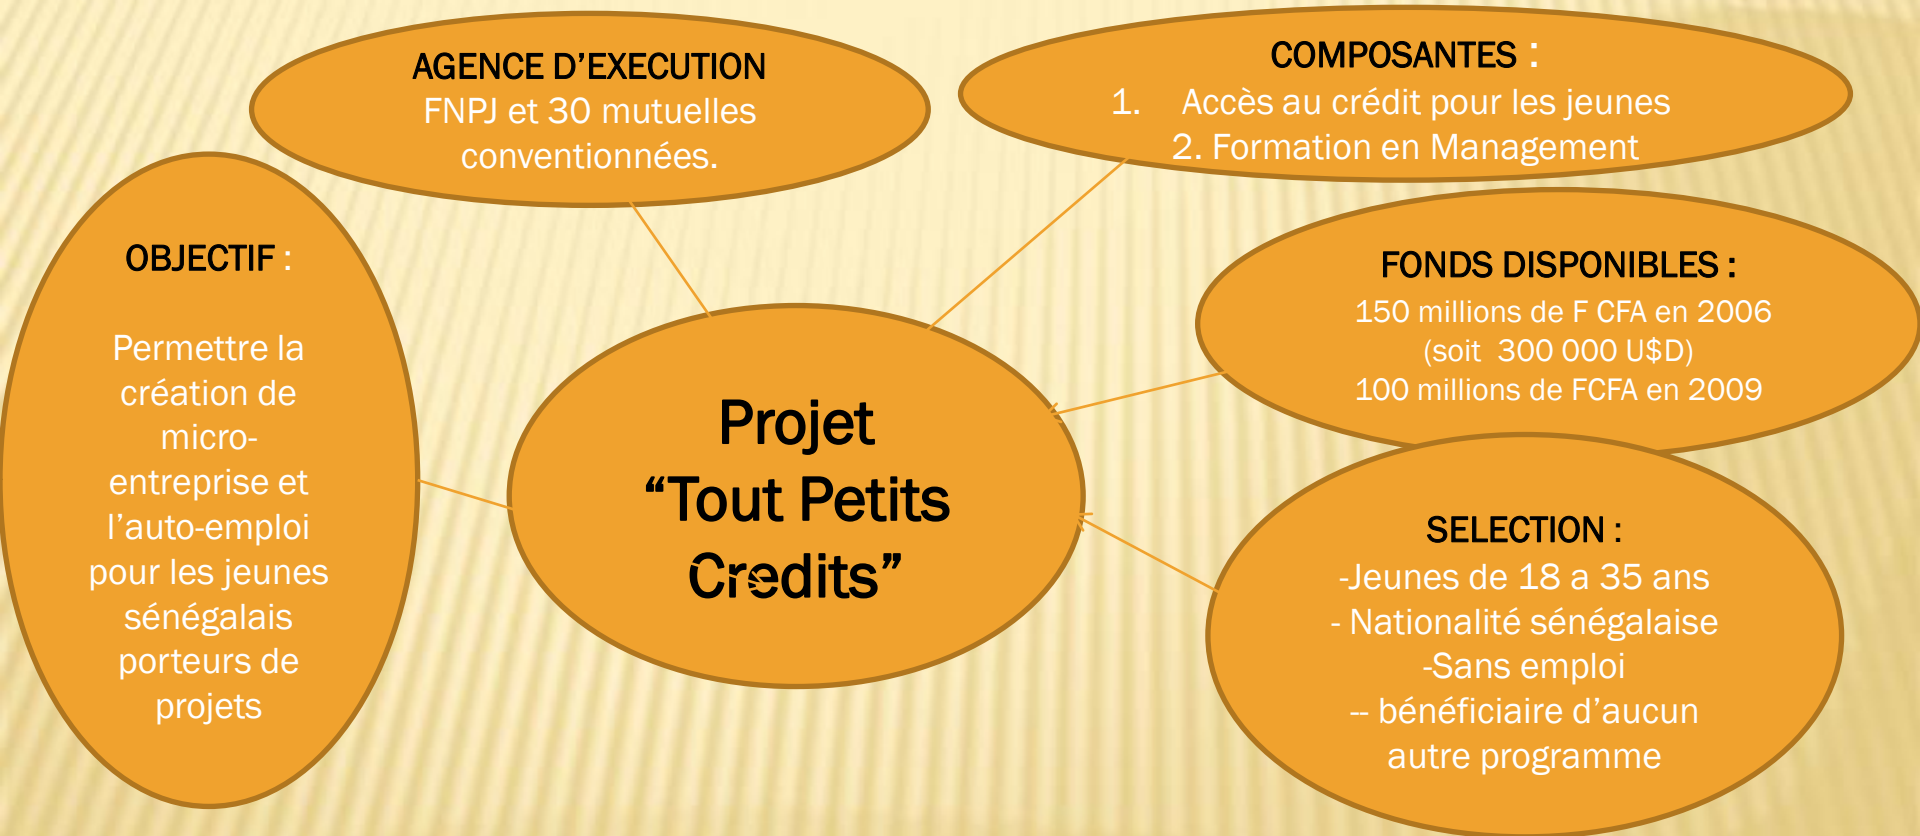 AGENCE D’EXECUTION
FNPJ et 30 mutuelles
conventionnées.
COMPOSANTES :
1. Accès au crédit pour les jeunes
2. Formation en Management
OBJECTIF :
Permettre la
création de
micro-
entreprise et
l’auto-emploi
pour les jeunes
sénégalais
porteurs de
projets
FONDS DISPONIBLES :
150 millions de F CFA en 2006
(soit 300 000 U$D)
100 millions de FCFA en 2009
Projet
“Tout Petits
Credits”
SELECTION :
-Jeunes de 18 a 35 ans
- Nationalité sénégalaise
-Sans emploi
-- bénéficiaire d’aucun
autre programme